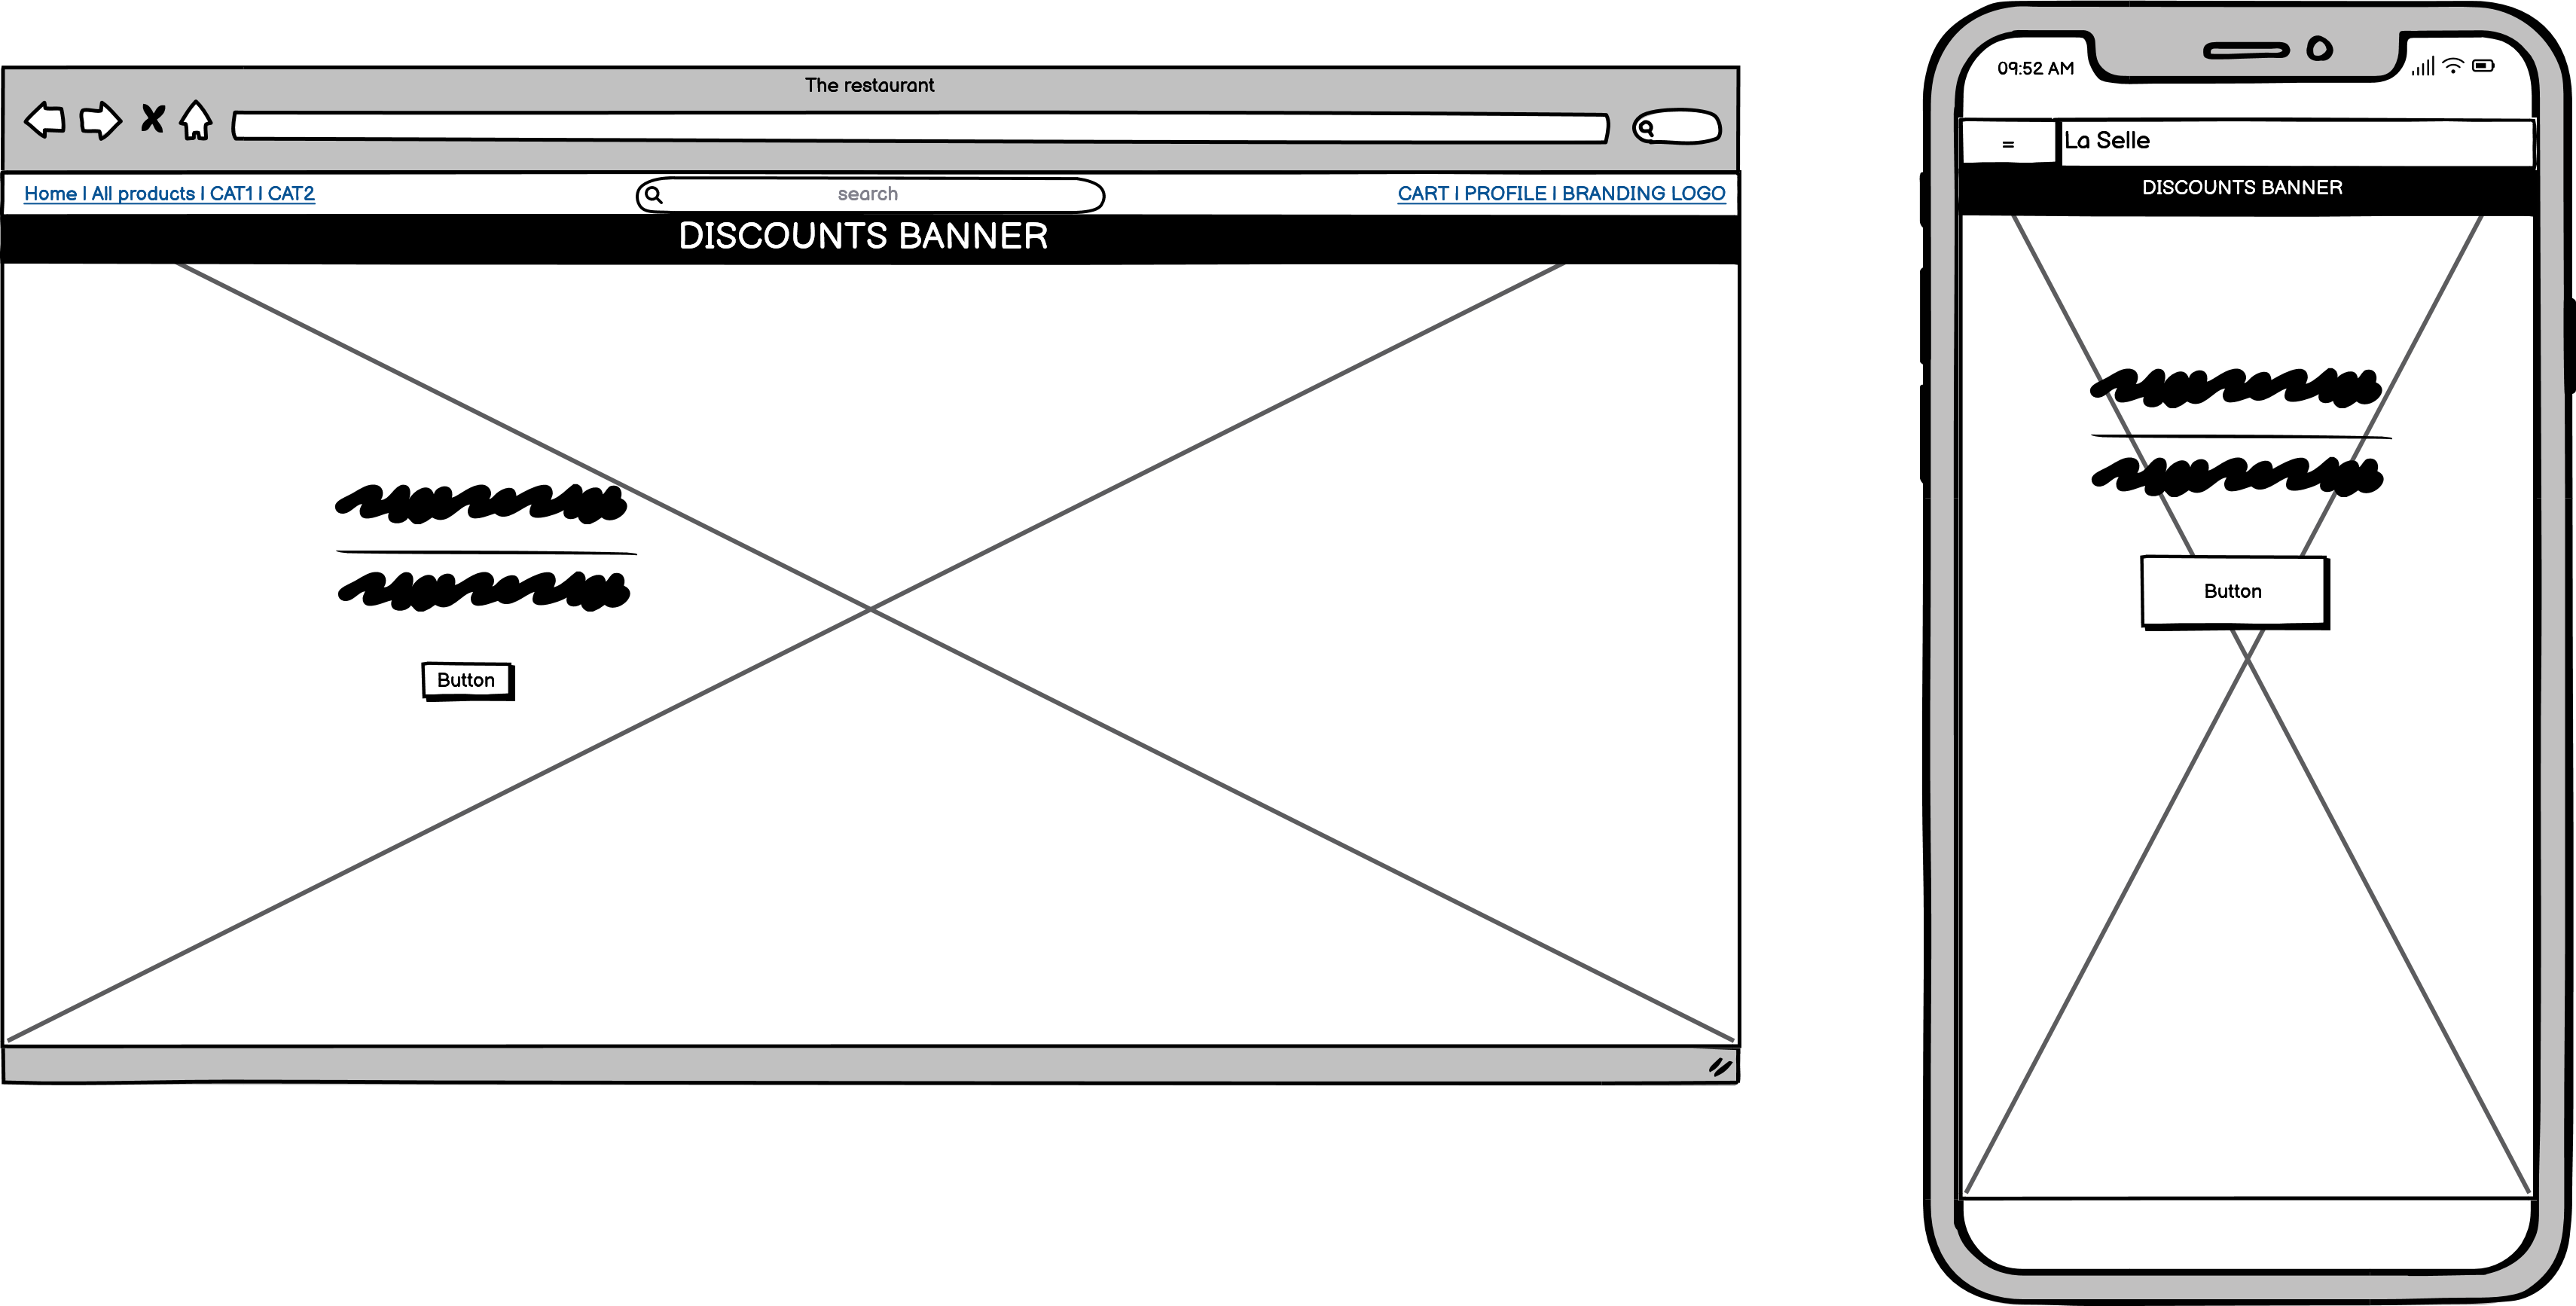 The restaurant
Home | All products | CAT1 | CAT2
search
CART | PROFILE | BRANDING LOGO
DISCOUNTS BANNER
Button
09:52 AM
=
La Selle
DISCOUNTS BANNER
Button